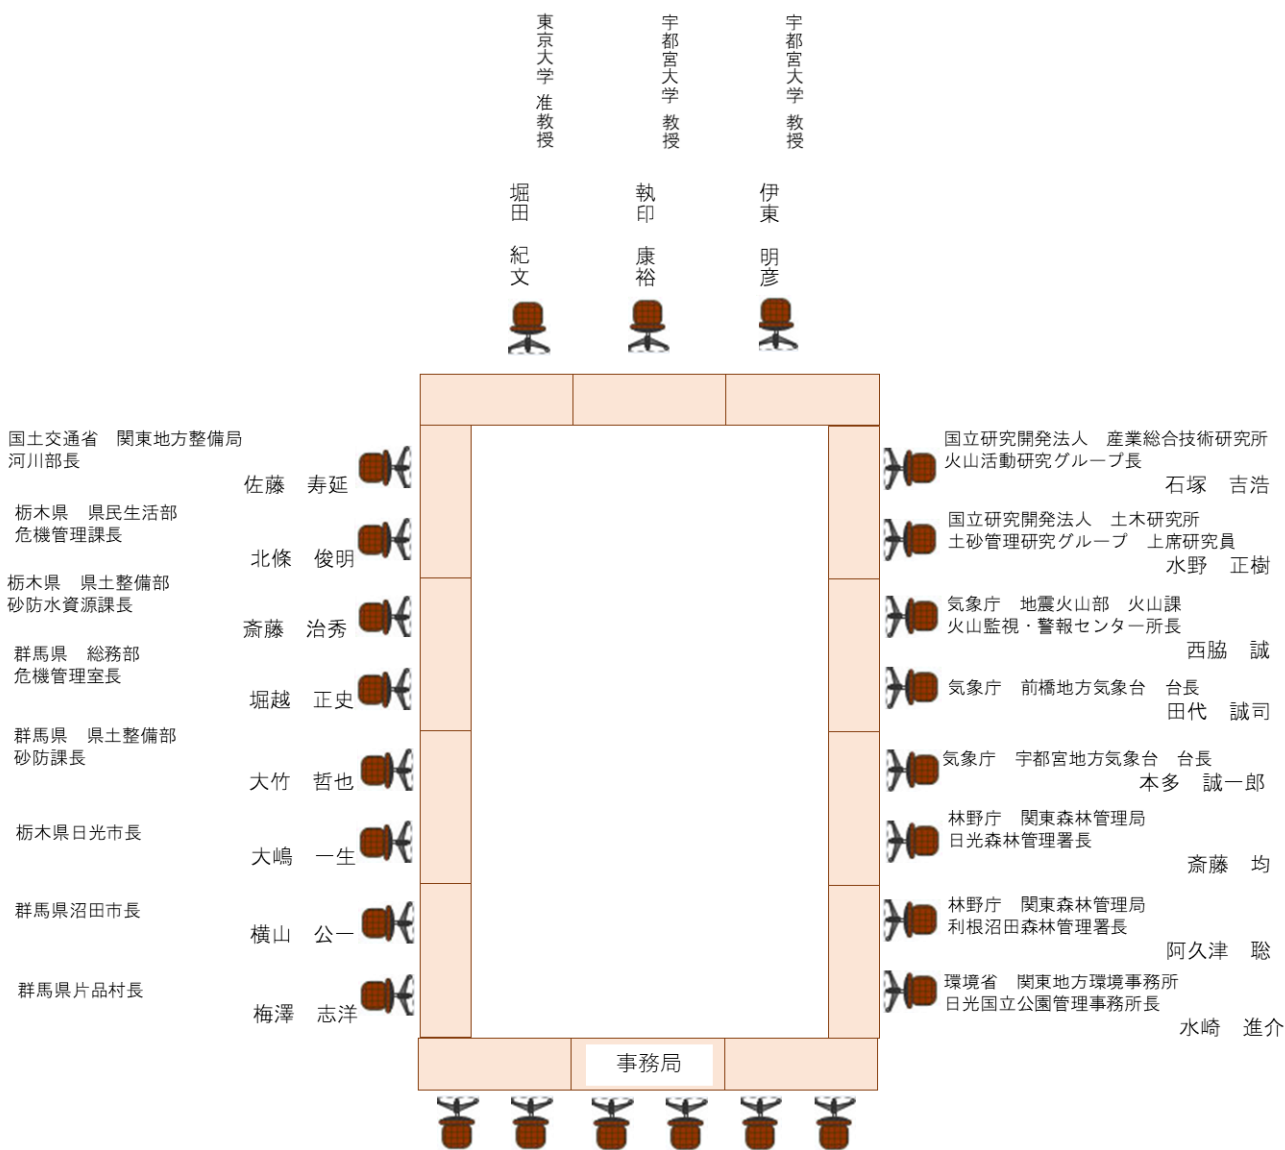 東京大学 准教授
堀田　紀文
宇都宮大学 教授
執印　康裕
宇都宮大学 教授
伊東　明彦
国土交通省　関東地方整備局
河川部長
佐藤　寿延
栃木県　県民生活部
危機管理課長
北條　俊明
栃木県　県土整備部
砂防水資源課長
斎藤　治秀
群馬県　総務部
危機管理室長
堀越　正史
群馬県　県土整備部
砂防課長
大竹　哲也
栃木県日光市長
大嶋　一生
群馬県沼田市長
横山　公一
群馬県片品村長
梅澤　志洋
国立研究開発法人　産業総合技術研究所
火山活動研究グループ長
石塚　吉浩
国立研究開発法人　土木研究所
土砂管理研究グループ　上席研究員
水野　正樹
気象庁　地震火山部　火山課
火山監視・警報センター所長
西脇　誠
気象庁　前橋地方気象台　台長
田代　誠司
気象庁　宇都宮地方気象台　台長
本多　誠一郎
林野庁　関東森林管理局
日光森林管理署長
斎藤　均
林野庁　関東森林管理局
利根沼田森林管理署長
阿久津　聡
環境省　関東地方環境事務所
日光国立公園管理事務所長
水崎　進介
事務局